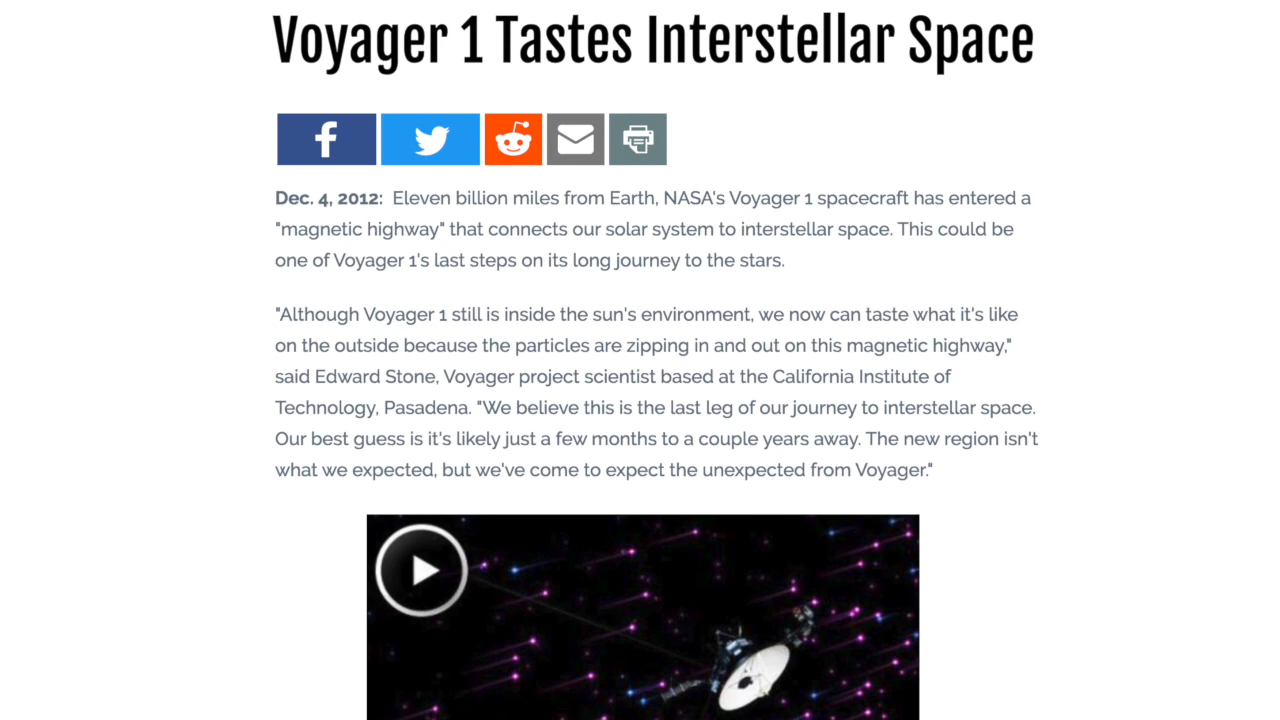 Voyager 1 Tastes Interstellar Space
Dec. 4, 2012: Eleven billion miles from Earth, NASA's Voyager 1 spacecraft has entered a
"magnetic highway" that connects our solar system to interstellar space. This could be
one of Voyager 1's last steps on its long journey to the stars.
"Although Voyager 1 still is inside the sun's environment, we now can taste what it's like
on the outside because the particles are zipping in and out on this magnetic highway,"
said Edward Stone, Voyager project scientist based at the California Institute of
Technology, Pasadena. "We believe this is the last leg of our journey to interstellar space.
Our best guess is it's likely just a few months to a couple years away. The new region isn't
what we expected, but we've come to expect the unexpected from Voyager."